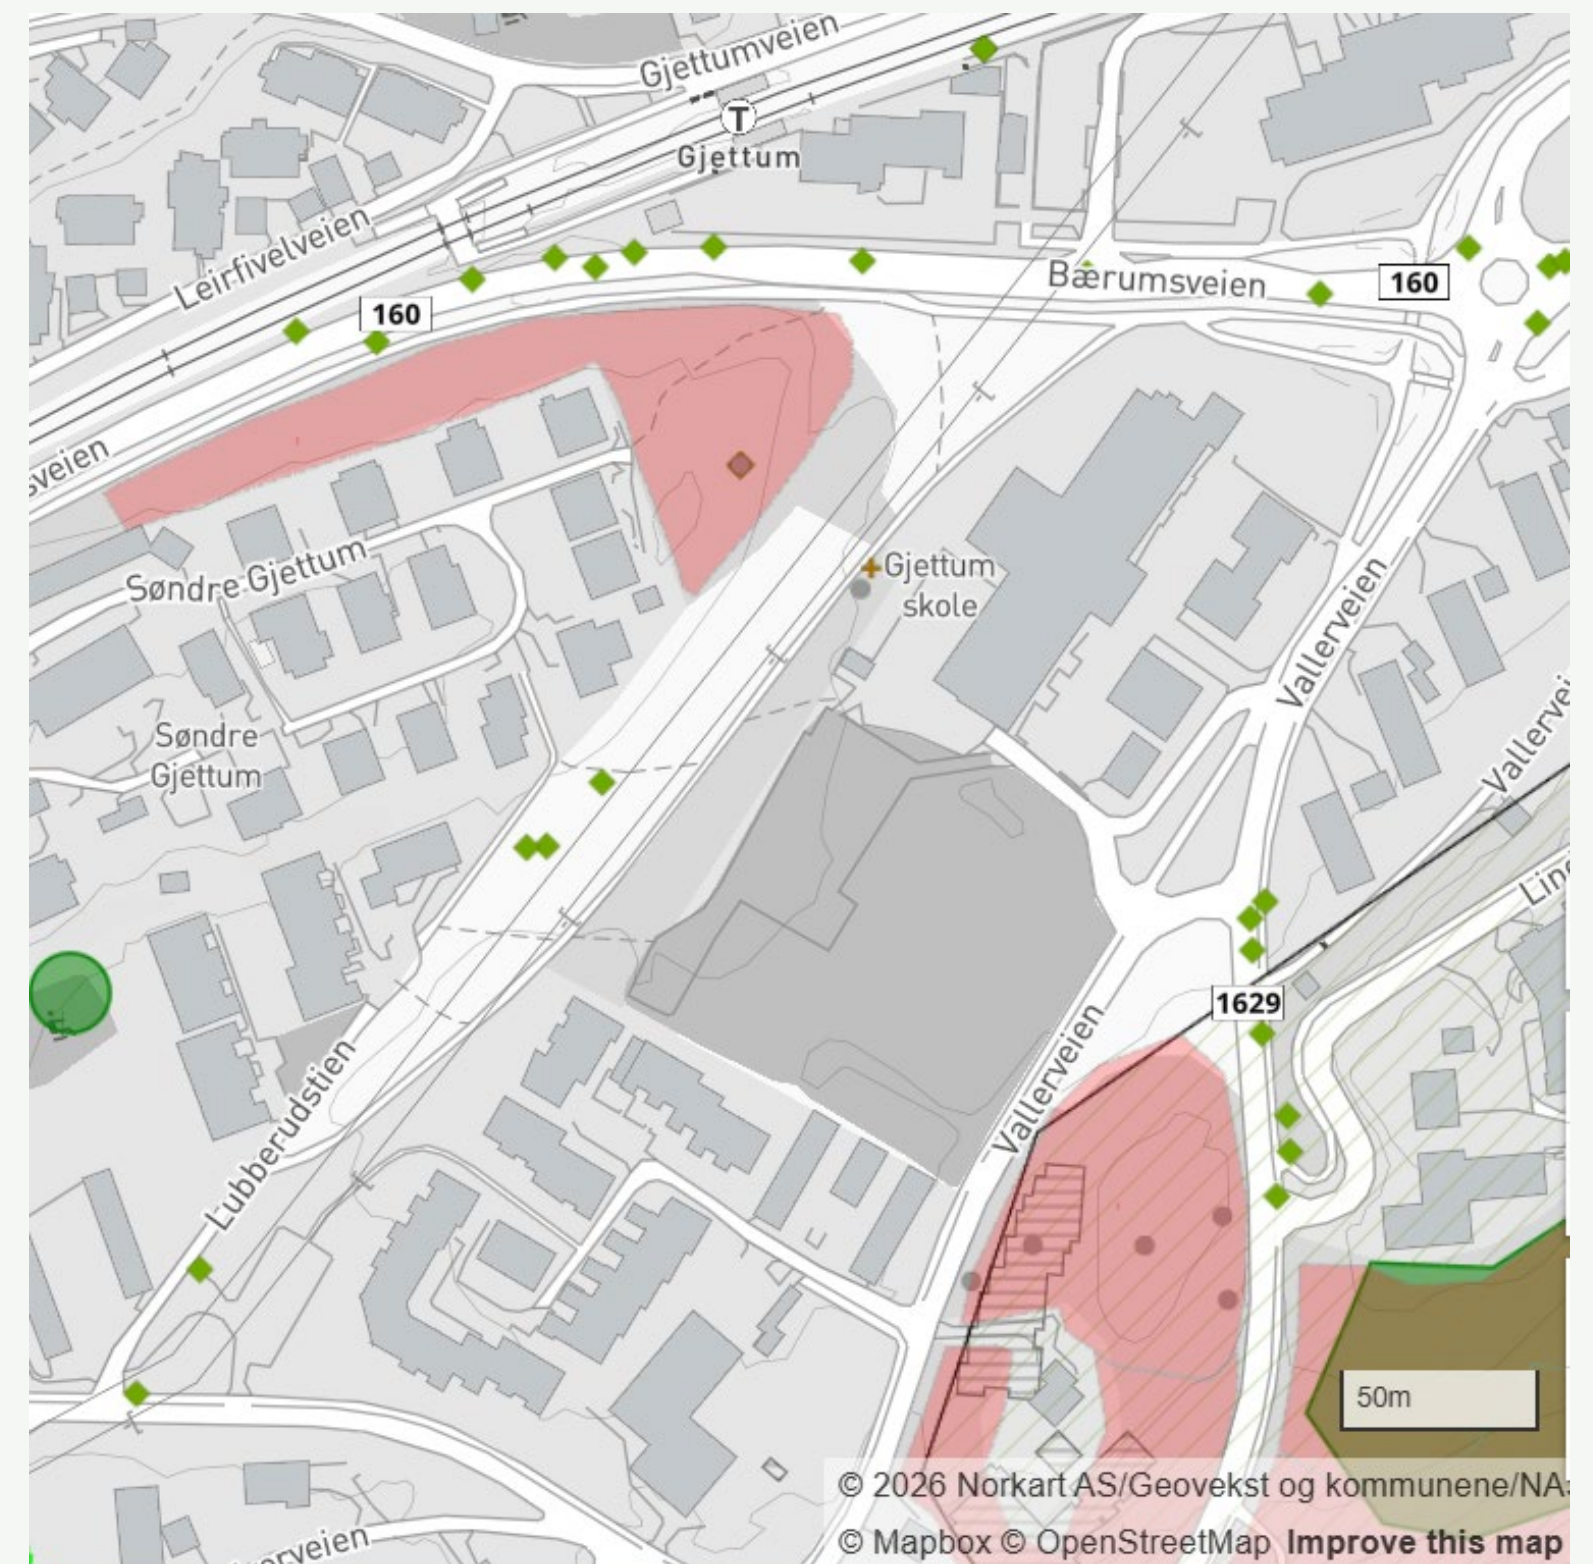 Gjettumveien
T
Gjettum
Leirfivelveien
160
Bærumsveien
160
sveien
Søndre Gjettum
Gjettum
skole
Vallerveien
Søndre
Gjettum
1629
Vallerveien
Lubberudstien
50m
© 2026 Norkart AS/Geovekst og kommunene/NA
© Mapbox © OpenStreetMap Improve this map